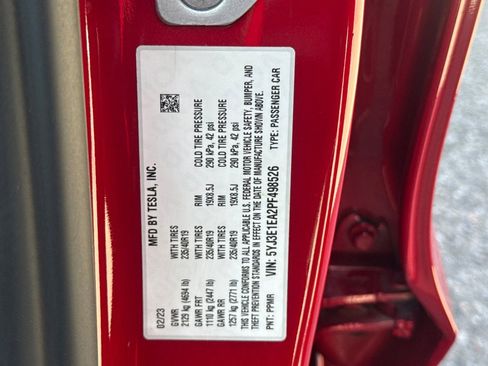 MFD BY TESLA, INC.
02/23
GVWR WITH TIRES RIM COLD TIRE PRESSURE
2129 kg (4694 lb) 235/40R19 19X8.5J 290 kPa, 42 psi
GAWR FRT WITH TIRES RIM COLD TIRE PRESSURE
1110 kg (2447 lb) 235/40R19 19X8.5J 290 kPa, 42 psi
GAWR RR
1257 kg (2771 lb)
THIS VEHICLE CONFORMS TO ALL APPLICABLE U.S. FEDERAL MOTOR VEHICLE SAFETY, BUMPER, AND
THEFT PREVENTION STANDARDS IN EFFECT ON THE DATE OF MANUFACTURE SHOWN ABOVE.
VIN: 5YJ3E1EA2PF498526 TYPE: PASSENGER CAR
PNT: PPMR